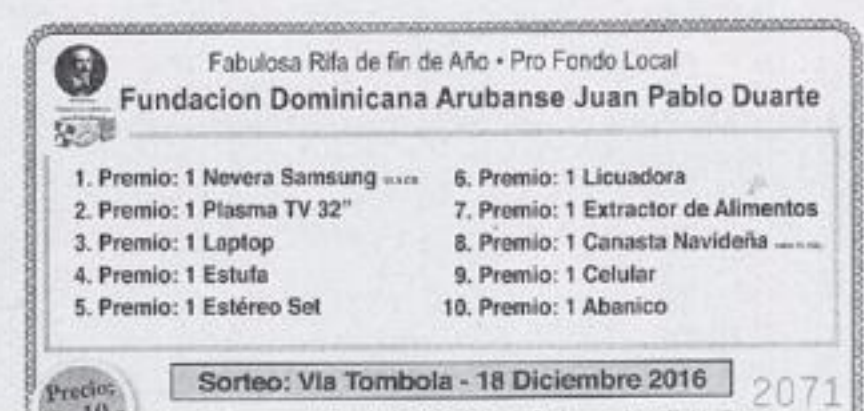 Fabulosa Rifa de fin de Año • Pro Fondo Local
Fundacion Dominicana Arubanse Juan Pablo Duarte
1. Premio: 1 Nevera Samsung
2. Premio: 1 Plasma TV 32"
3. Premio: 1 Laptop
4. Premio: 1 Estufa
5. Premio: 1 Estéreo Set
6. Premio: 1 Licuadora
7. Premio: 1 Extractor de Alimentos
8. Premio: 1 Canasta Navideña
9. Premio: 1 Celular
10. Premio: 1 Abanico
Sorteo: Via Tombola - 18 Diciembre 2016
2071
Precio: